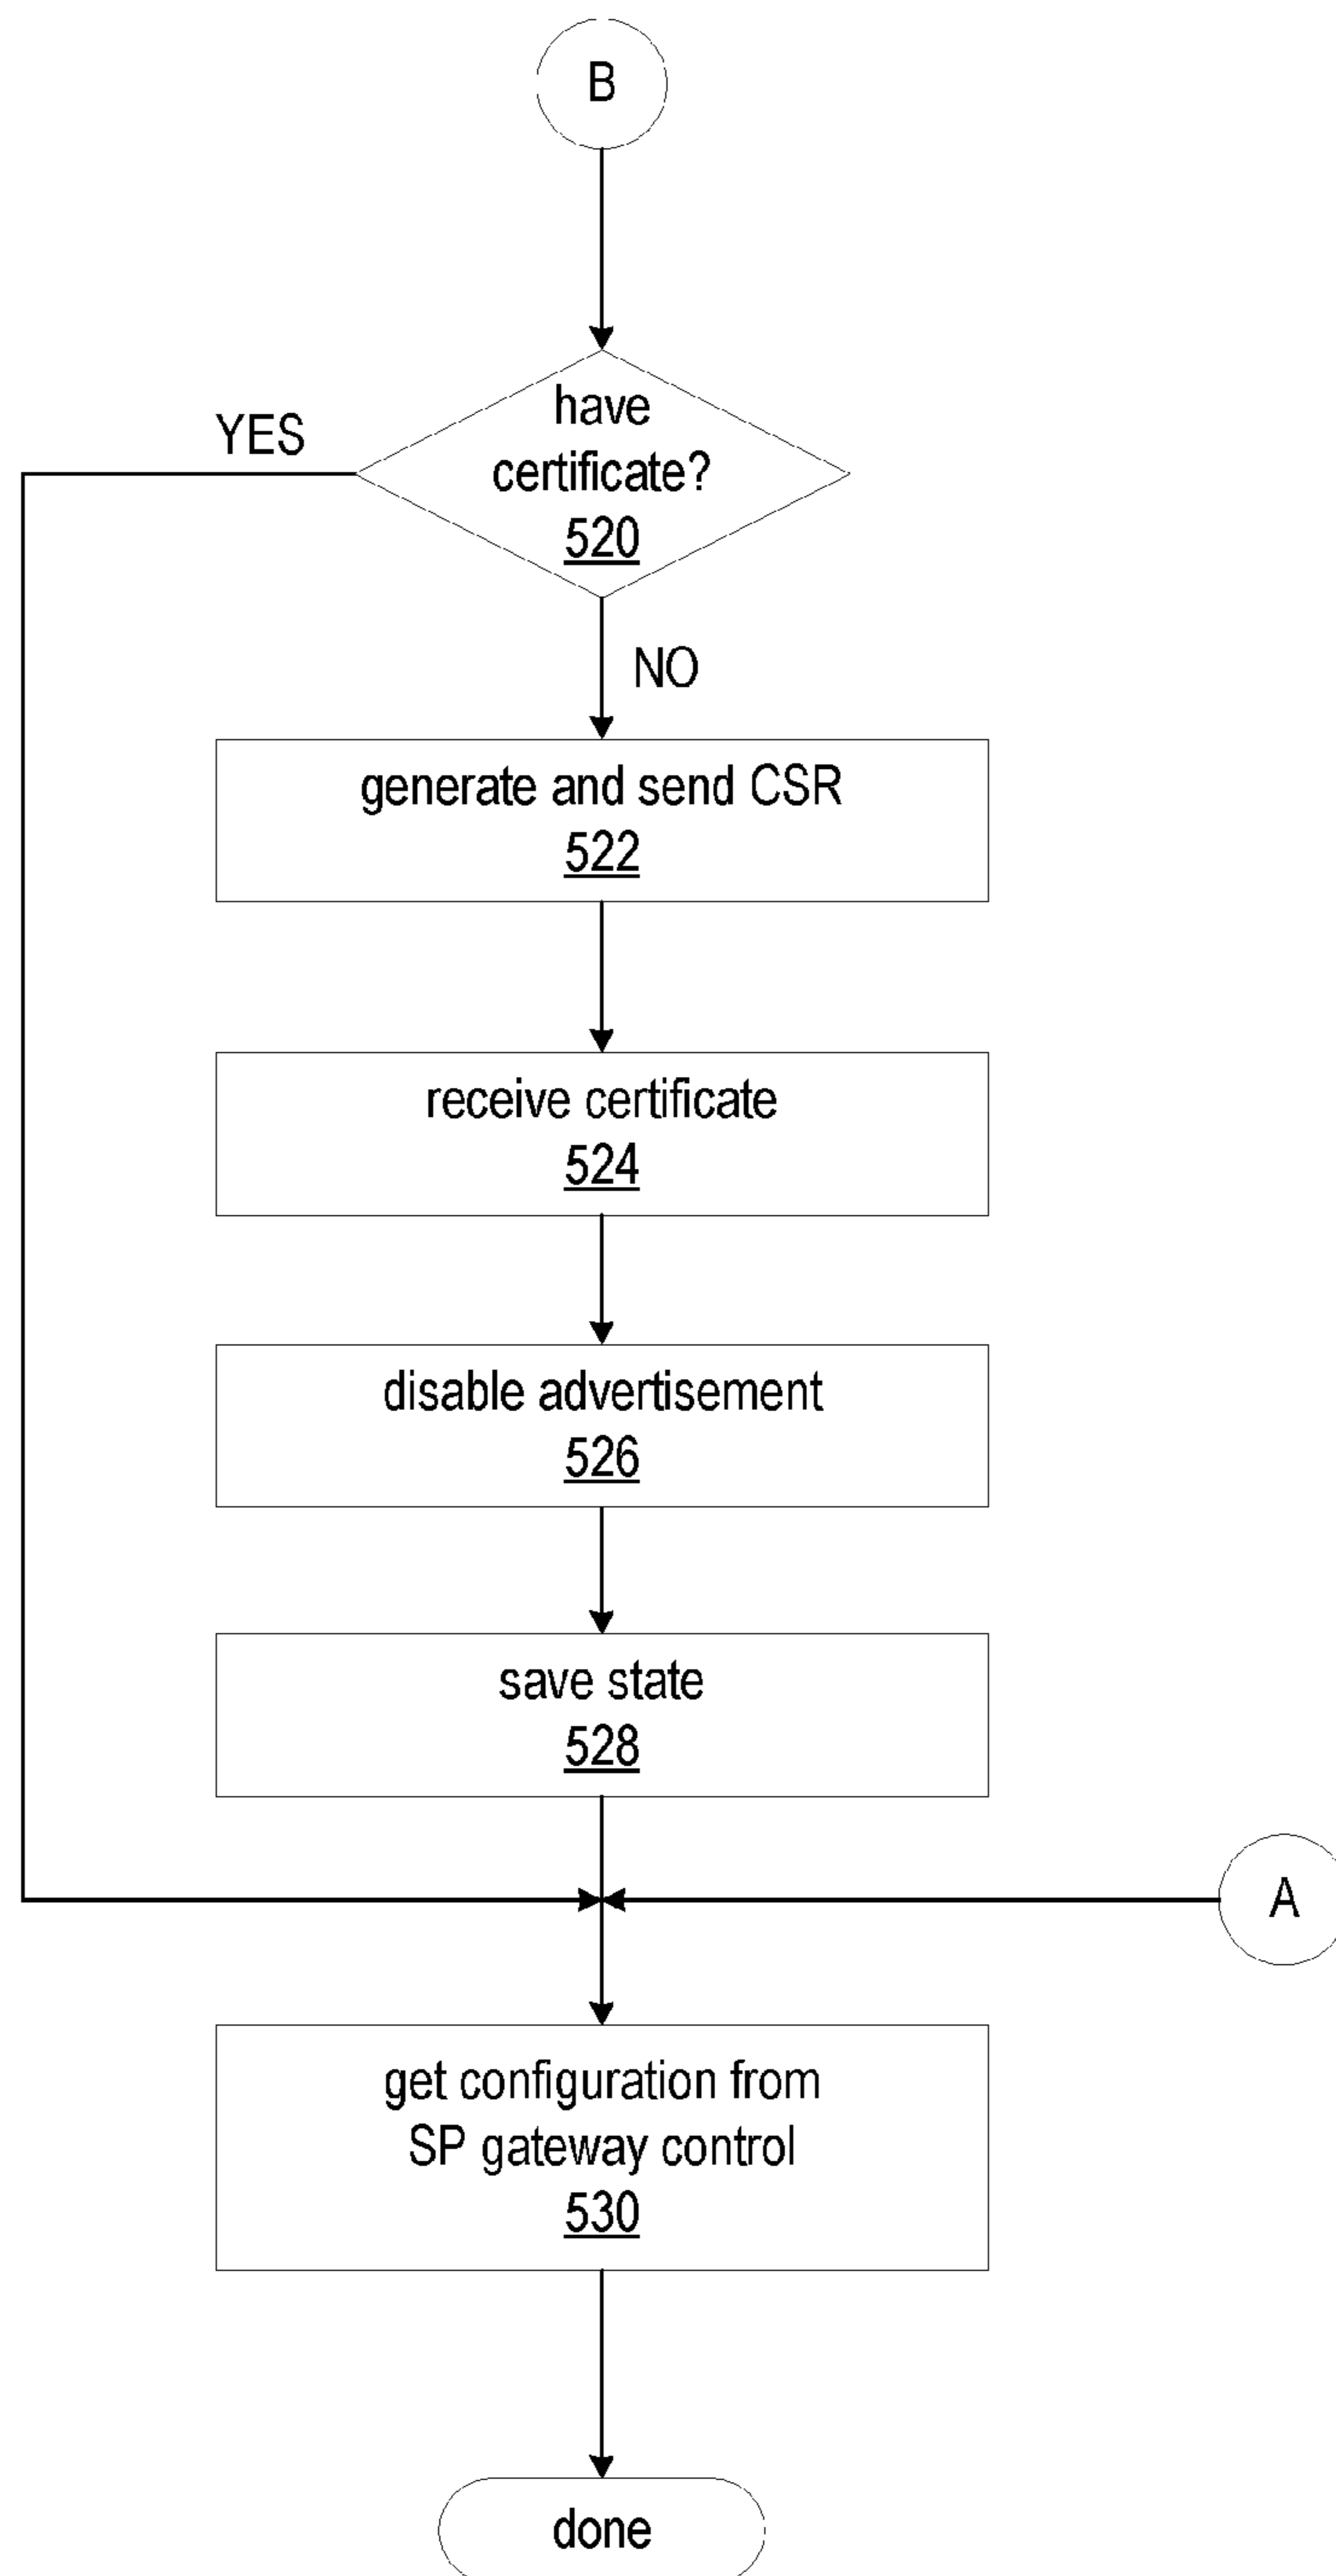 B
have
certificate?
520
YES
NO
generate and send CSR
522
receive certificate
524
disable advertisement
526
save state
528
A
get configuration from
SP gateway control
530
done